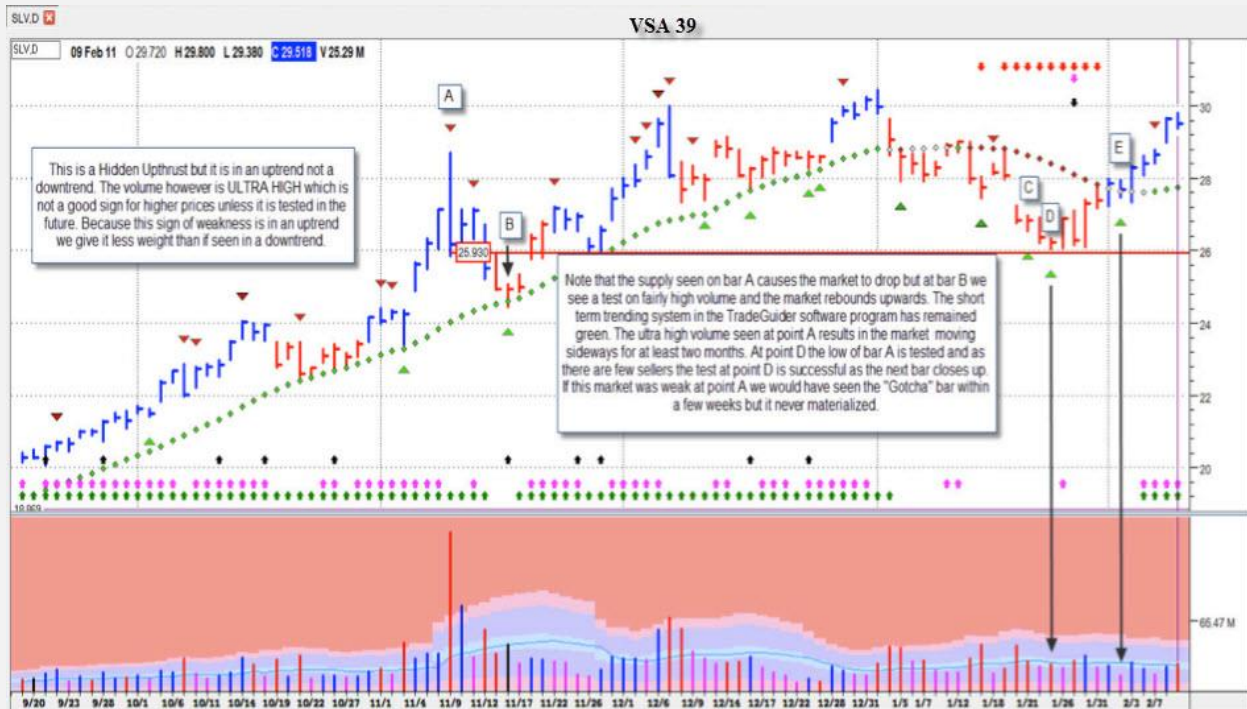 SLV,D
VSA 39
SLV,D 09 Feb 11 O 29.720 H 29.800 L 29.380 C 29.518 V 25.29 M
A
This is a Hidden Upthrust but it is in an uptrend not a
downtrend. The volume however is ULTRA HIGH which is
not a good sign for higher prices unless it is tested in the
future. Because this sign of weakness is in an uptrend
we give it less weight than if seen in a downtrend.
B
C
D
E
25.930
Note that the supply seen on bar A causes the market to drop but at bar B we
see a test on fairly high volume and the market rebounds upwards. The short
term trending system in the TradeGuider software program has remained
green. The ultra high volume seen at point A results in the market moving
sideways for at least two months. At point D the low of bar A is tested and as
there are few sellers the test at point D is successful as the next bar closes up.
If this market was weak at point A we would have seen the "Gotcha" bar within
a few weeks but it never materialized.
30
28
26
24
22
20
18.969
65.47 M
9/20 9/23 9/28 10/1 10/6 10/11 10/14 10/19 10/22 10/27 11/1 11/4 11/9 11/12 11/17 11/22 11/26 12/1 12/6 12/9 12/14 12/17 12/22 12/28 12/31 1/5 1/7 1/12 1/18 1/21 1/26 1/31 2/3 2/7